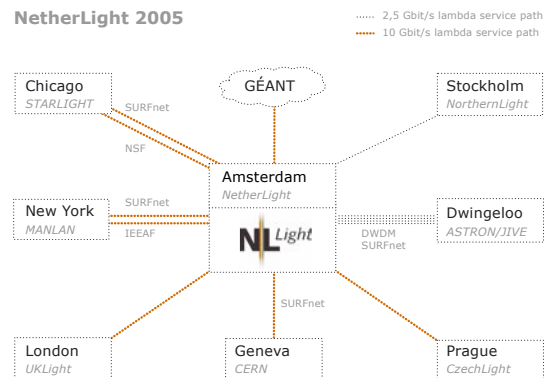 NetherLight 2005
2,5 Gbit/s lambda service path
10 Gbit/s lambda service path
Chicago
STARLIGHT
SURFnet
NSF
GÉANT
Stockholm
NorthernLight
Amsterdam
NetherLight
New York
MANLAN
SURFnet
IEEAF
NL Light
DWDM
SURFnet
Dwingeloo
ASTRON/JIVE
SURFnet
London
UKLight
Geneva
CERN
Prague
CzechLight